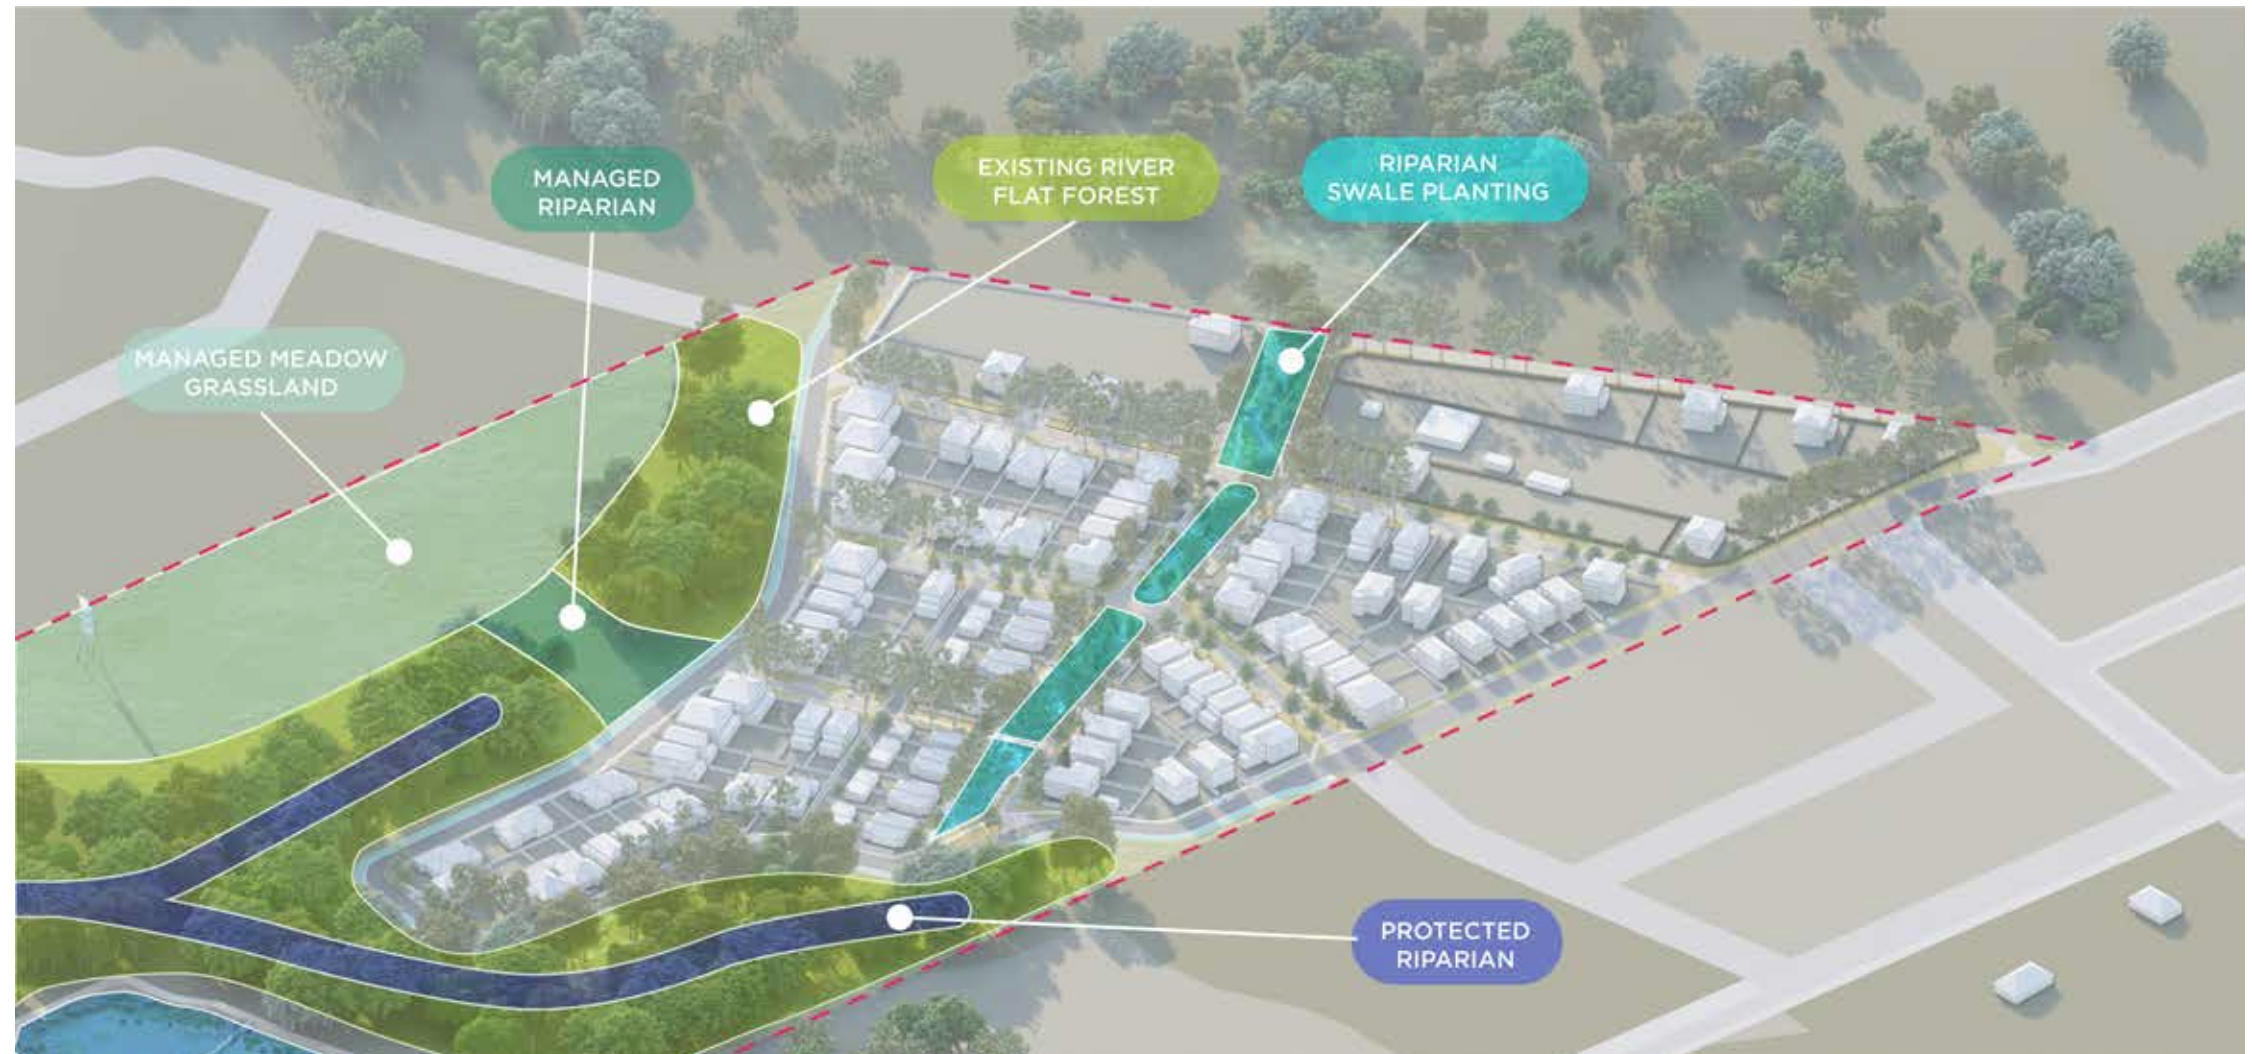 MANAGED
RIPARIAN
EXISTING RIVER
FLAT FOREST
RIPARIAN
SWALE PLANTING
MANAGED MEADOW
GRASSLAND
PROTECTED
RIPARIAN